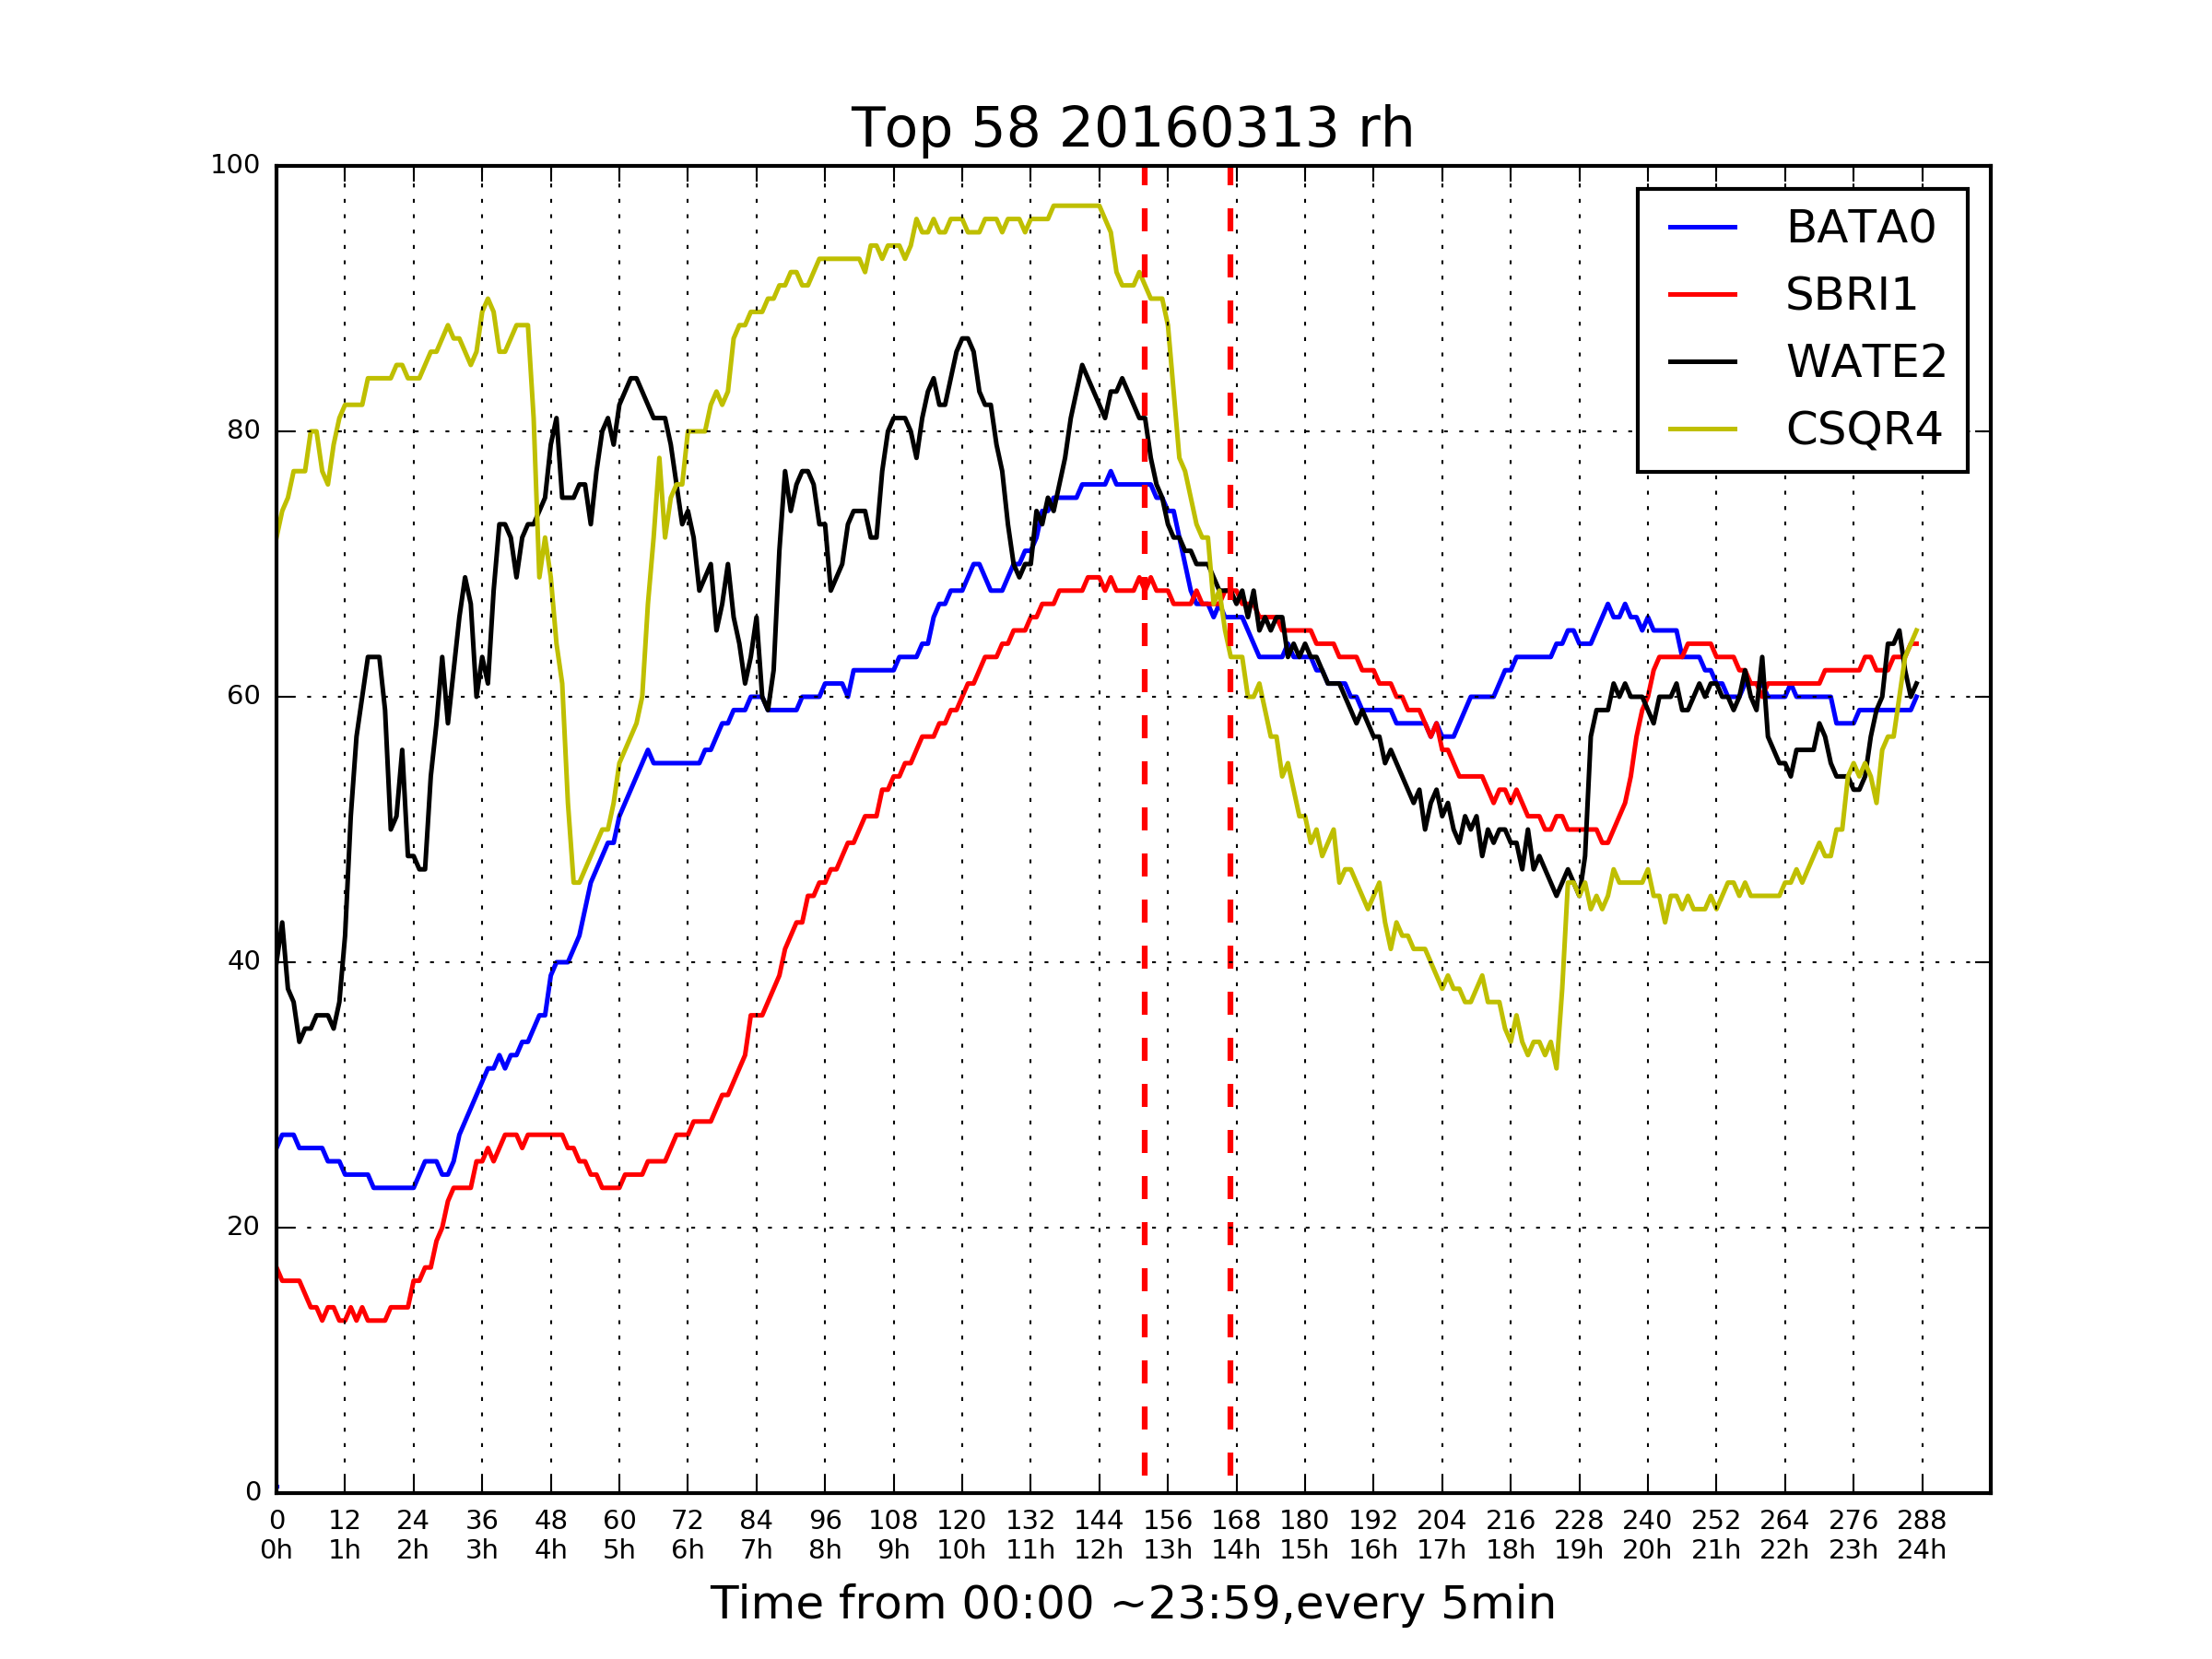 Top 58 20160313 rh
100
80
60
40
20
0
BATA0
SBRI1
WATE2
CSQR4
0 12 24 36 48 60 72 84 96 108 120 132 144 156 168 180 192 204 216 228 240 252 264 276 288
0h 1h 2h 3h 4h 5h 6h 7h 8h 9h 10h 11h 12h 13h 14h 15h 16h 17h 18h 19h 20h 21h 22h 23h 24h
Time from 00:00 ~23:59,every 5min